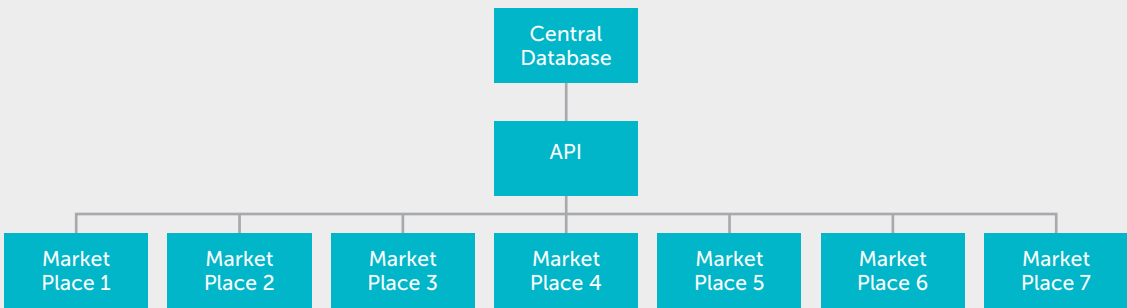 Central
Database
API
Market
Place 1
Market
Place 2
Market
Place 3
Market
Place 4
Market
Place 5
Market
Place 6
Market
Place 7